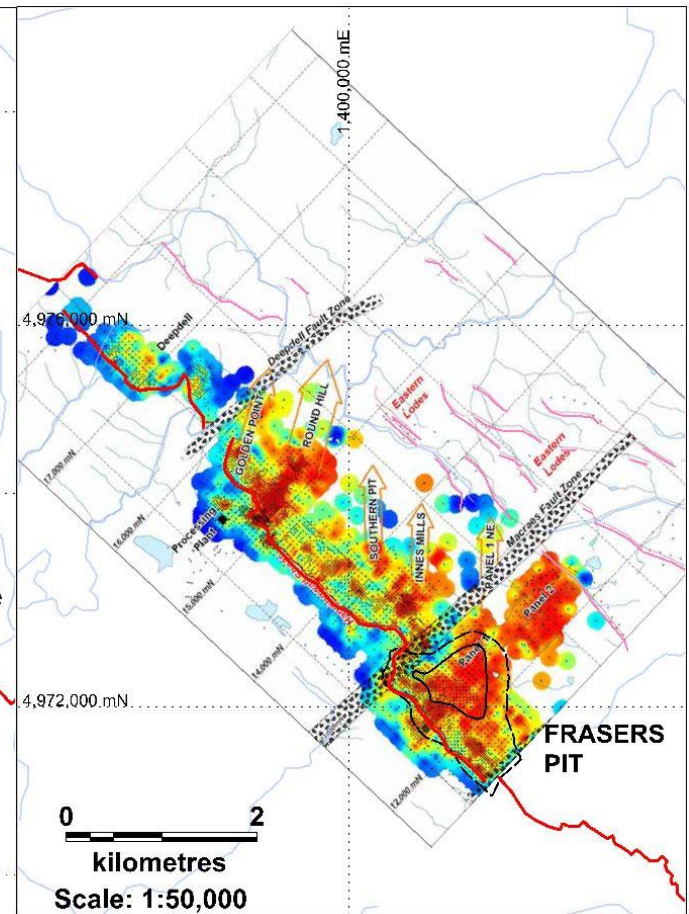 1,400,000 mE
4,976,000 mN
Deepdell
Deepdell Fault Zone
GOLDEN POINT
ROUND HILL
Eastern
Lodes
Eastern
Lodes
17,000 mN
16,000 mN
Processing
Plant
SOUTHERN PIT
INNES MILLS
PANEL 1 NE
Macraes Fault Zone
15,000 mN
Panel 2
14,000 mN
Panel 1
4,972,000 mN
FRASERS
PIT
12,000 mN
0 2
kilometres
Scale: 1:50,000